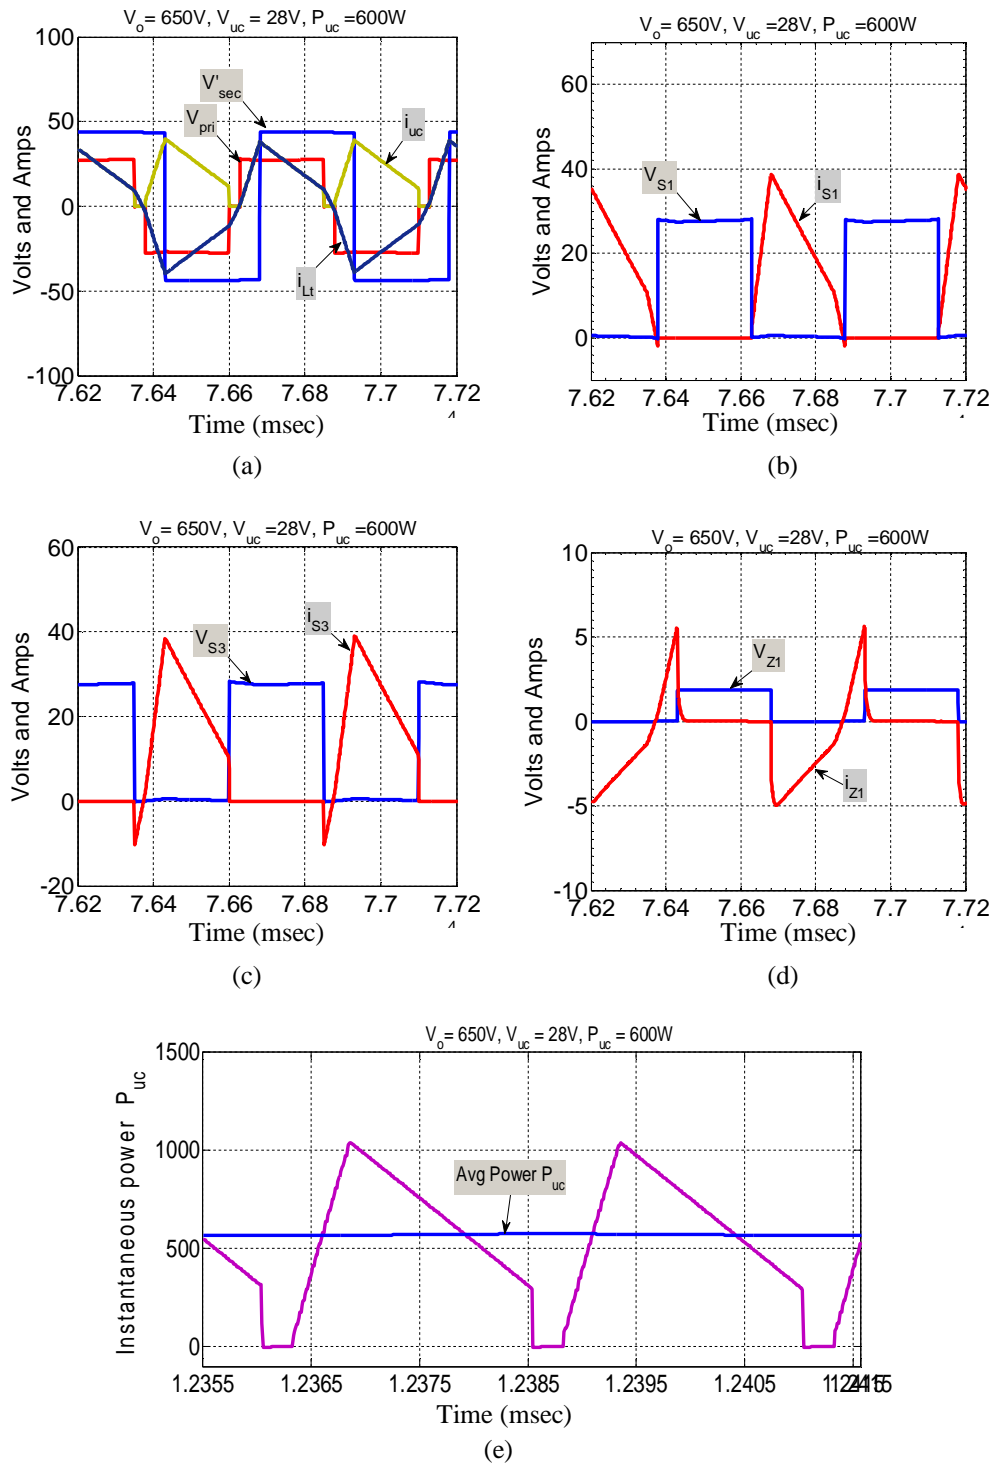 Vo= 650V, Vuc = 28V, Puc =600W
Volts and Amps
100
50
0
-50
-100
V'sec
Vpri
iuc
iLt
7.62 7.64 7.66 7.68 7.7 7.72
Time (msec)
(a)
Vo= 650V, Vuc =28V, Puc=600W
Volts and Amps
60
40
20
0
VS1
iS1
7.62 7.64 7.66 7.68 7.7 7.72
Time (msec)
(b)
Vo= 650V, Vuc =28V, Puc =600W
Volts and Amps
60
40
20
0
-20
VS3
iS3
7.62 7.64 7.66 7.68 7.7 7.72
Time (msec)
(c)
Vo= 650V, Vuc =28V, Puc =600W
Volts and Amps
10
5
0
-5
-10
VZ1
iZ1
7.62 7.64 7.66 7.68 7.7 7.72
Time (msec)
(d)
Vo= 650V, Vuc = 28V, Puc = 600W
Instantaneous power Puc
1500
1000
500
0
Avg Power Puc
1.2355 1.2365 1.2375 1.2385 1.2395 1.2405
Time (msec)
(e)